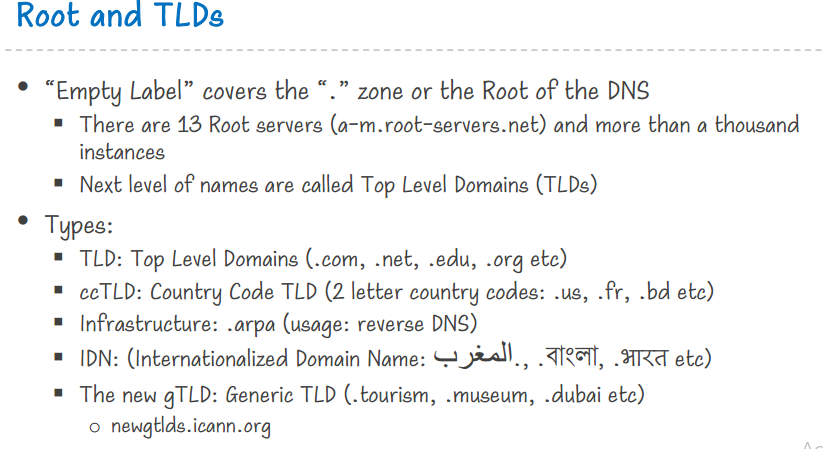 Root and TLDs
• “Empty Label” covers the “.” zone or the Root of the DNS
▪ There are 13 Root servers (a-m.root-servers.net) and more than a thousand
instances
▪ Next level of names are called Top Level Domains (TLDs)
• Types:
▪ TLD: Top Level Domains (.com, .net, .edu, .org etc)
▪ ccTLD: Country Code TLD (2 letter country codes: .us, .fr, .bd etc)
▪ Infrastructure: .arpa (usage: reverse DNS)
▪ IDN: (Internationalized Domain Name: المغرب., .বাংলা, .भारत etc)
▪ The new gTLD: Generic TLD (.tourism, .museum, .dubai etc)
o newgtlds.icann.org